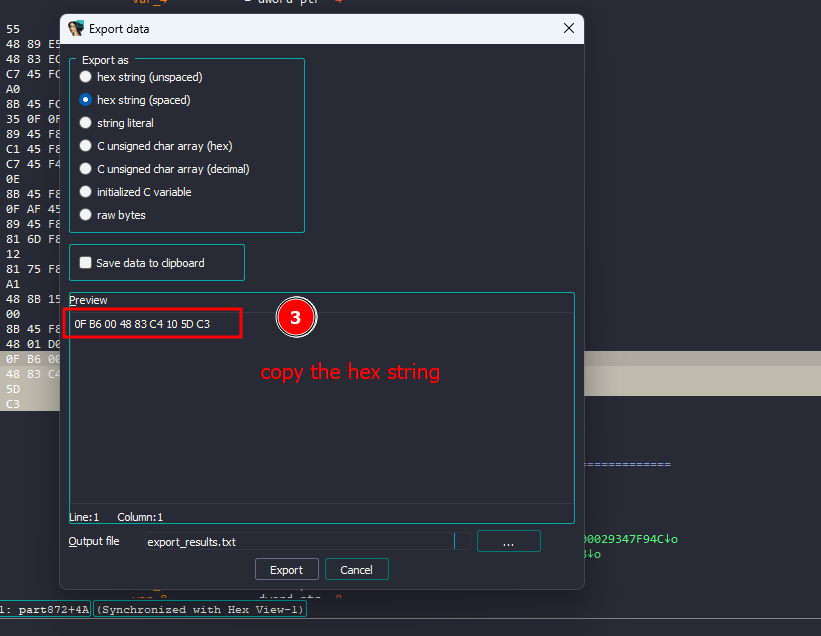 = dword ptr -4
55
48 89 E5
48 83 EC
C7 45 FC
A0
8B 45 FC
35 0F 0F
89 45 F8
C1 45 F8
C7 45 F4
0E
8B 45 F8
0F AF 45
89 45 F8
81 6D F8
12
81 75 F8
A1
48 8B 15
00
8B 45 F8
48 01 D0
0F B6 00
48 83 C4
5D
C3
Export data
Export as
hex string (unspaced)
hex string (spaced)
string literal
C unsigned char array (hex)
C unsigned char array (decimal)
initialized C variable
raw bytes
Save data to clipboard
Preview
0F B6 00 48 83 C4 10 5D C3
3
copy the hex string
Line:1 Column:1
Output file export_results.txt ...
Export Cancel
=============
00029347F94C↓o
↓o
1: part872+4A (Synchronized with Hex View-1)